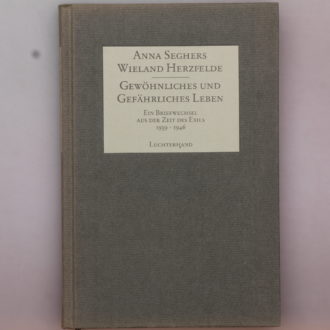 ANNA SEGHERS
WIELAND HERZFELDE
GEWÖHNLICHES UND
GEFÄHRLICHES LEBEN
EIN BRIEFWECHSEL
AUS DER ZEIT DES EXILS
1939 - 1946
LUCHTERHAND